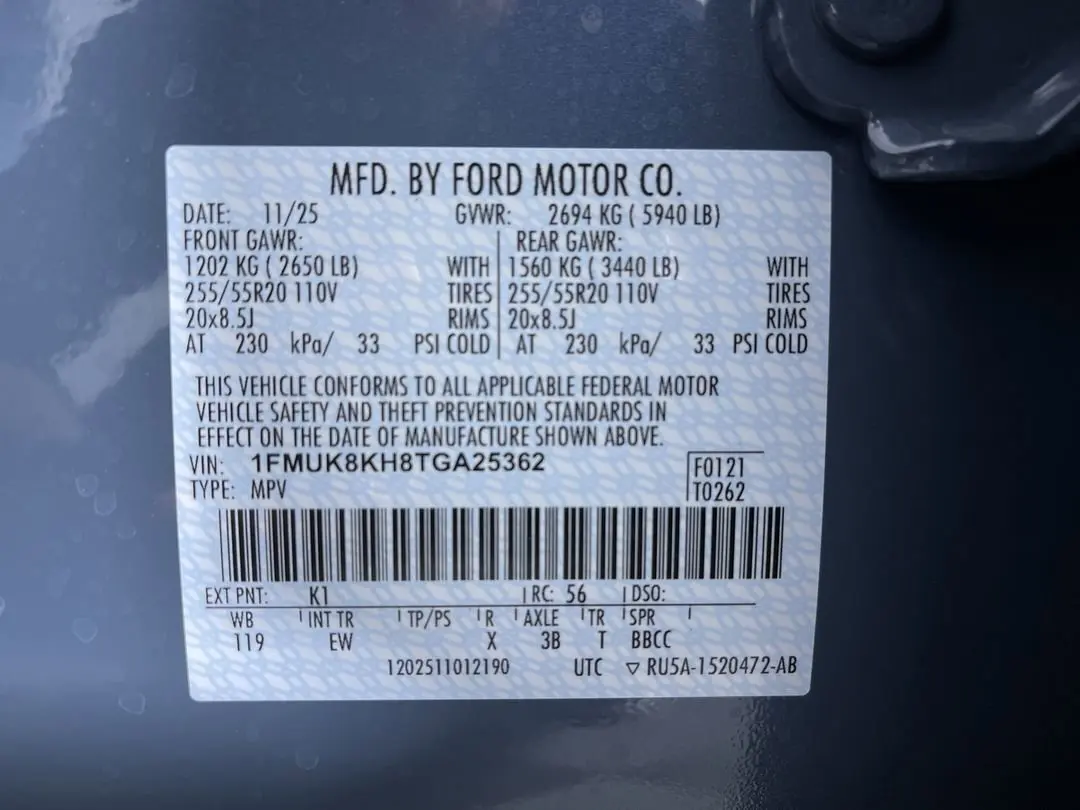 MFD. BY FORD MOTOR CO.
DATE: 11/25 GVWR: 2694 KG ( 5940 LB)
FRONT GAWR: REAR GAWR:
1202 KG ( 2650 LB) WITH 1560 KG ( 3440 LB) WITH
255/55R20 110V TIRES 255/55R20 110V TIRES
20x8.5J RIMS 20x8.5J RIMS
AT 230 kPa/ 33 PSI COLD AT 230 kPa/ 33 PSI COLD
THIS VEHICLE CONFORMS TO ALL APPLICABLE FEDERAL MOTOR
VEHICLE SAFETY AND THEFT PREVENTION STANDARDS IN
EFFECT ON THE DATE OF MANUFACTURE SHOWN ABOVE.
VIN: 1FMUK8KH8TGA25362 F0121
TYPE: MPV T0262
EXT PNT: K1 RC: 56 DSO:
WB INT TR TP/PS R AXLE TR SPR
119 EW X 3B T BBCC
1202511012190 UTC ▽ RU5A-1520472-AB